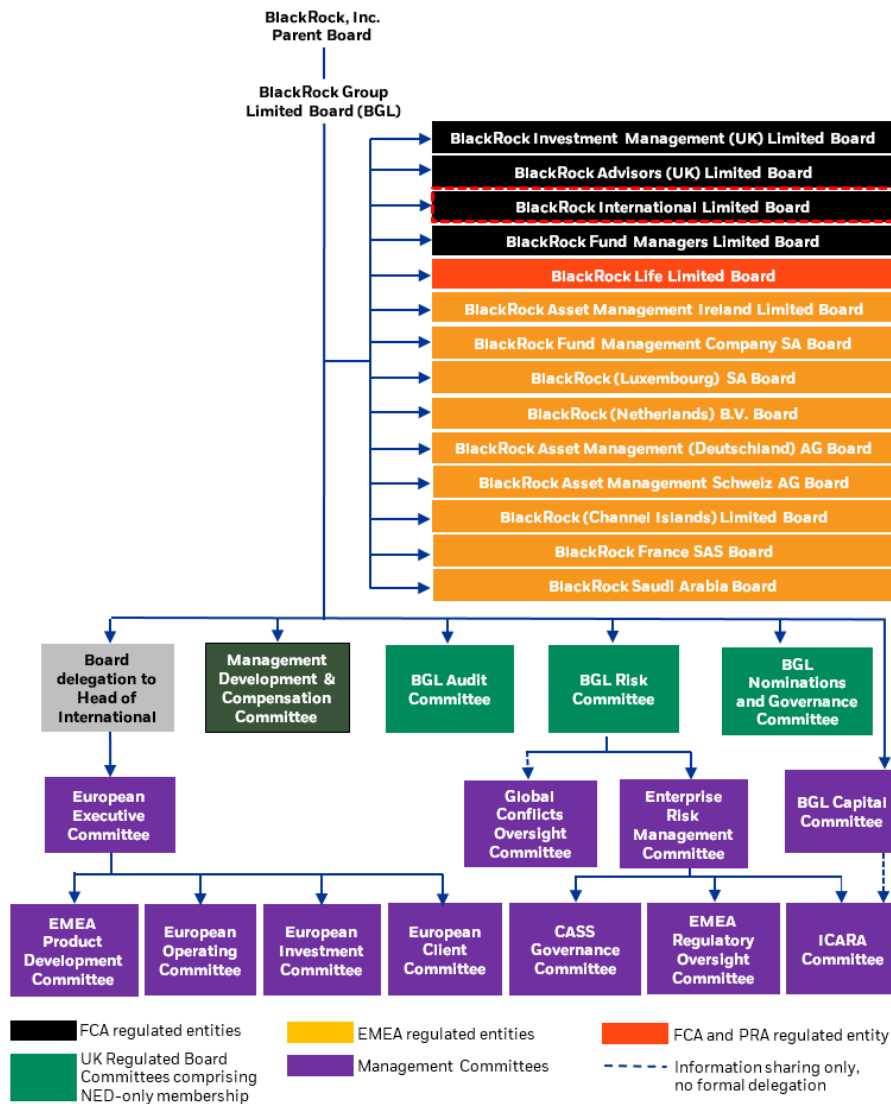 BlackRock, Inc.
Parent Board
BlackRock Group
Limited Board (BGL)
BlackRock Investment Management (UK) Limited Board
BlackRock Advisors (UK) Limited Board
BlackRock International Limited Board
BlackRock Fund Managers Limited Board
BlackRock Life Limited Board
BlackRock Asset Management Ireland Limited Board
BlackRock Fund Management Company SA Board
BlackRock (Luxembourg) SA Board
BlackRock (Netherlands) B.V. Board
BlackRock Asset Management (Deutschland) AG Board
BlackRock Asset Management Schweiz AG Board
BlackRock (Channel Islands) Limited Board
BlackRock France SAS Board
BlackRock Saudi Arabia Board
Board
delegation to
Head of
International
Management
Development &
Compensation
Committee
BGL Audit
Committee
BGL Risk
Committee
BGL
Nominations
and Governance
Committee
European
Executive
Committee
Global
Conflicts
Oversight
Committee
Enterprise
Risk
Management
Committee
BGL Capital
Committee
EMEA
Product
Development
Committee
European
Operating
Committee
European
Investment
Committee
European
Client
Committee
CASS
Governance
Committee
EMEA
Regulatory
Oversight
Committee
ICARA
Committee
FCA regulated entities
EMEA regulated entities
FCA and PRA regulated entity
UK Regulated Board
Committees comprising
NED-only membership
Management Committees
Information sharing only,
no formal delegation